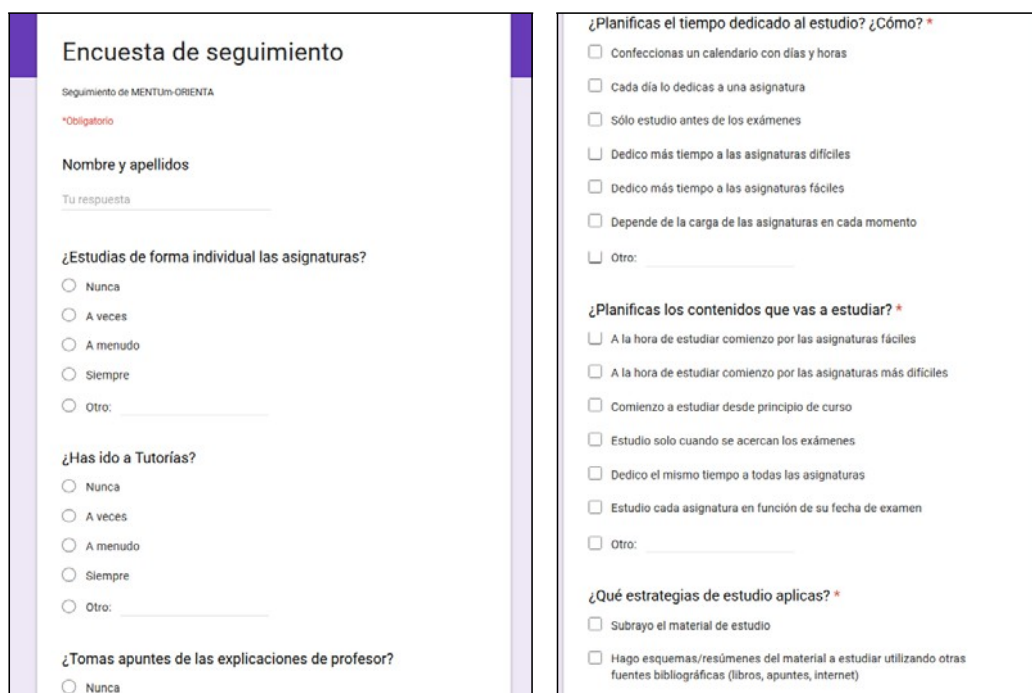 Encuesta de seguimiento
Seguimiento de MENTUm-ORIENTA
*Obligatorio
Nombre y apellidos
Tu respuesta
¿Estudias de forma individual las asignaturas?
Nunca
A veces
A menudo
Siempre
Otro:
¿Has ido a Tutorías?
Nunca
A veces
A menudo
Siempre
Otro:
¿Tomas apuntes de las explicaciones de profesor?
Nunca
¿Planificas el tiempo dedicado al estudio? ¿Cómo? *
Confeccionas un calendario con días y horas
Cada día lo dedicas a una asignatura
Sólo estudio antes de los exámenes
Dedico más tiempo a las asignaturas difíciles
Dedico más tiempo a las asignaturas fáciles
Depende de la carga de las asignaturas en cada momento
Otro:
¿Planificas los contenidos que vas a estudiar? *
A la hora de estudiar comienzo por las asignaturas fáciles
A la hora de estudiar comienzo por las asignaturas más difíciles
Comienzo a estudiar desde principio de curso
Estudio solo cuando se acercan los exámenes
Dedico el mismo tiempo a todas las asignaturas
Estudio cada asignatura en función de su fecha de examen
Otro:
¿Qué estrategias de estudio aplicas? *
Subrayo el material de estudio
Hago esquemas/resúmenes del material a estudiar utilizando otras
fuentes bibliográficas (libros, apuntes, internet)